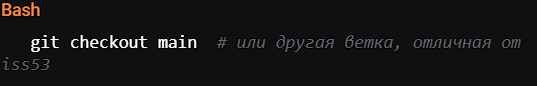 Bash
git checkout main  # или другая ветка, отличная от
iss53